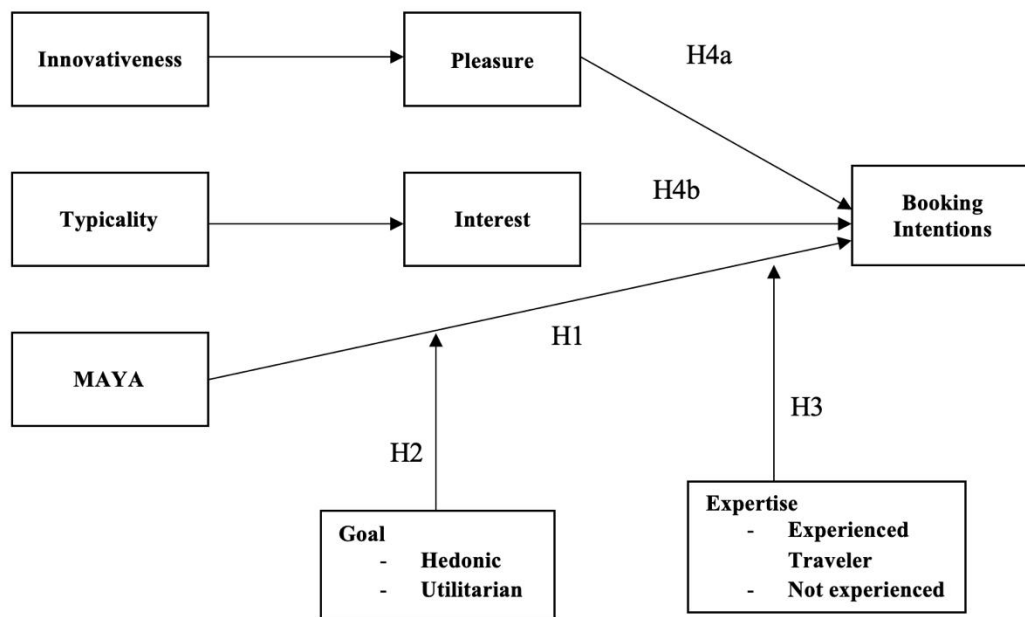 Innovativeness
Pleasure
H4a
Typicality
Interest
H4b
Booking
Intentions
MAYA
H1
H2
H3
Goal
- Hedonic
- Utilitarian
Expertise
- Experienced
Traveler
- Not experienced